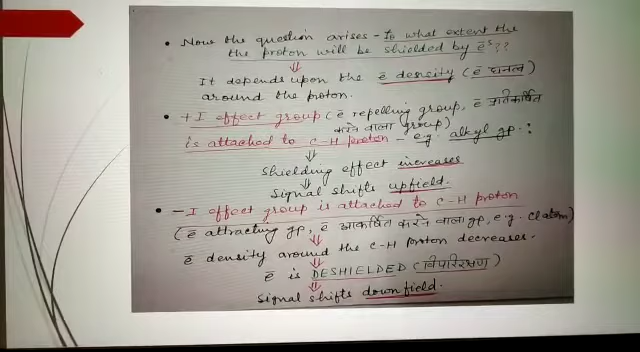 • Now the question arises - To what extent the
the proton will be shielded by ēs??
⇓
It depends upon the ē density (ē घनत्व)
around the proton.
• +I effect group (ē repelling group, ē प्रतिकर्षित
करने वाला group)
is attached to C-H proton - e.g. alkyl gp.:
⇓
Shielding effect increases
⇓
Signal shifts upfield.
• -I effect group is attached to C-H proton
(ē attracting gp, ē आकर्षित करने वाला gp, e.g. Cl atom)
⇓
ē density around the C-H proton decreases.
⇓
ē is DESHIELDED (विपरिरक्षण)
⇓
Signal shifts downfield.